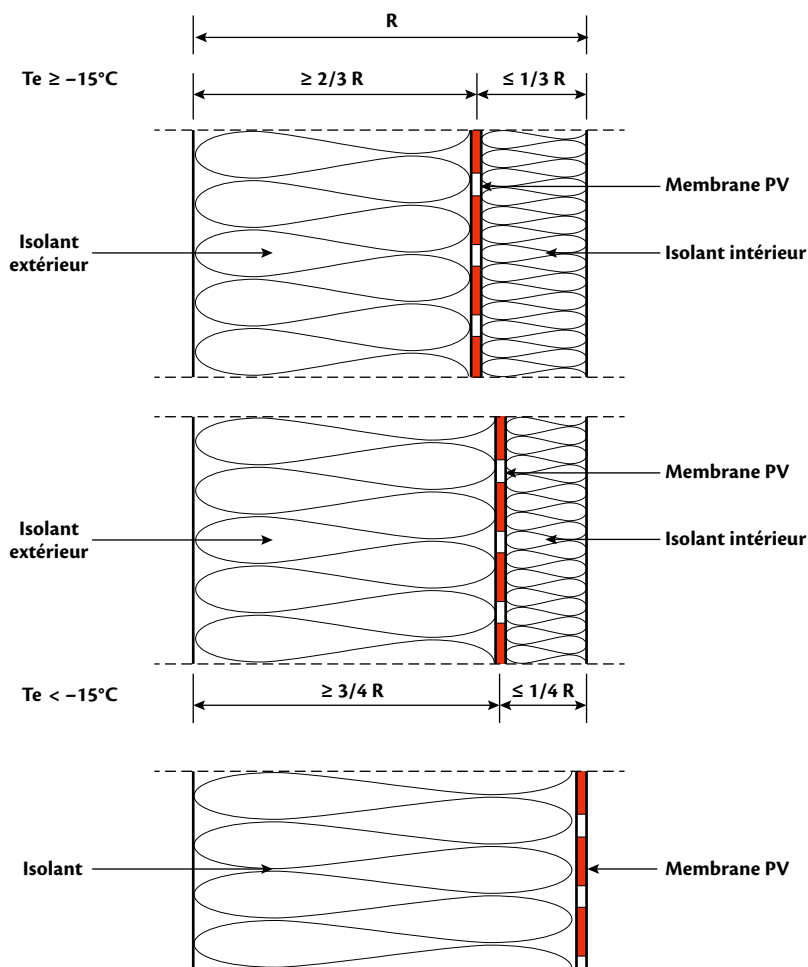 R
Te ≥ −15°C
≥ 2/3 R
≤ 1/3 R
Membrane PV
Isolant
extérieur
Isolant intérieur
Membrane PV
Isolant
extérieur
Isolant intérieur
Te < −15°C
≥ 3/4 R
≤ 1/4 R
Isolant
Membrane PV